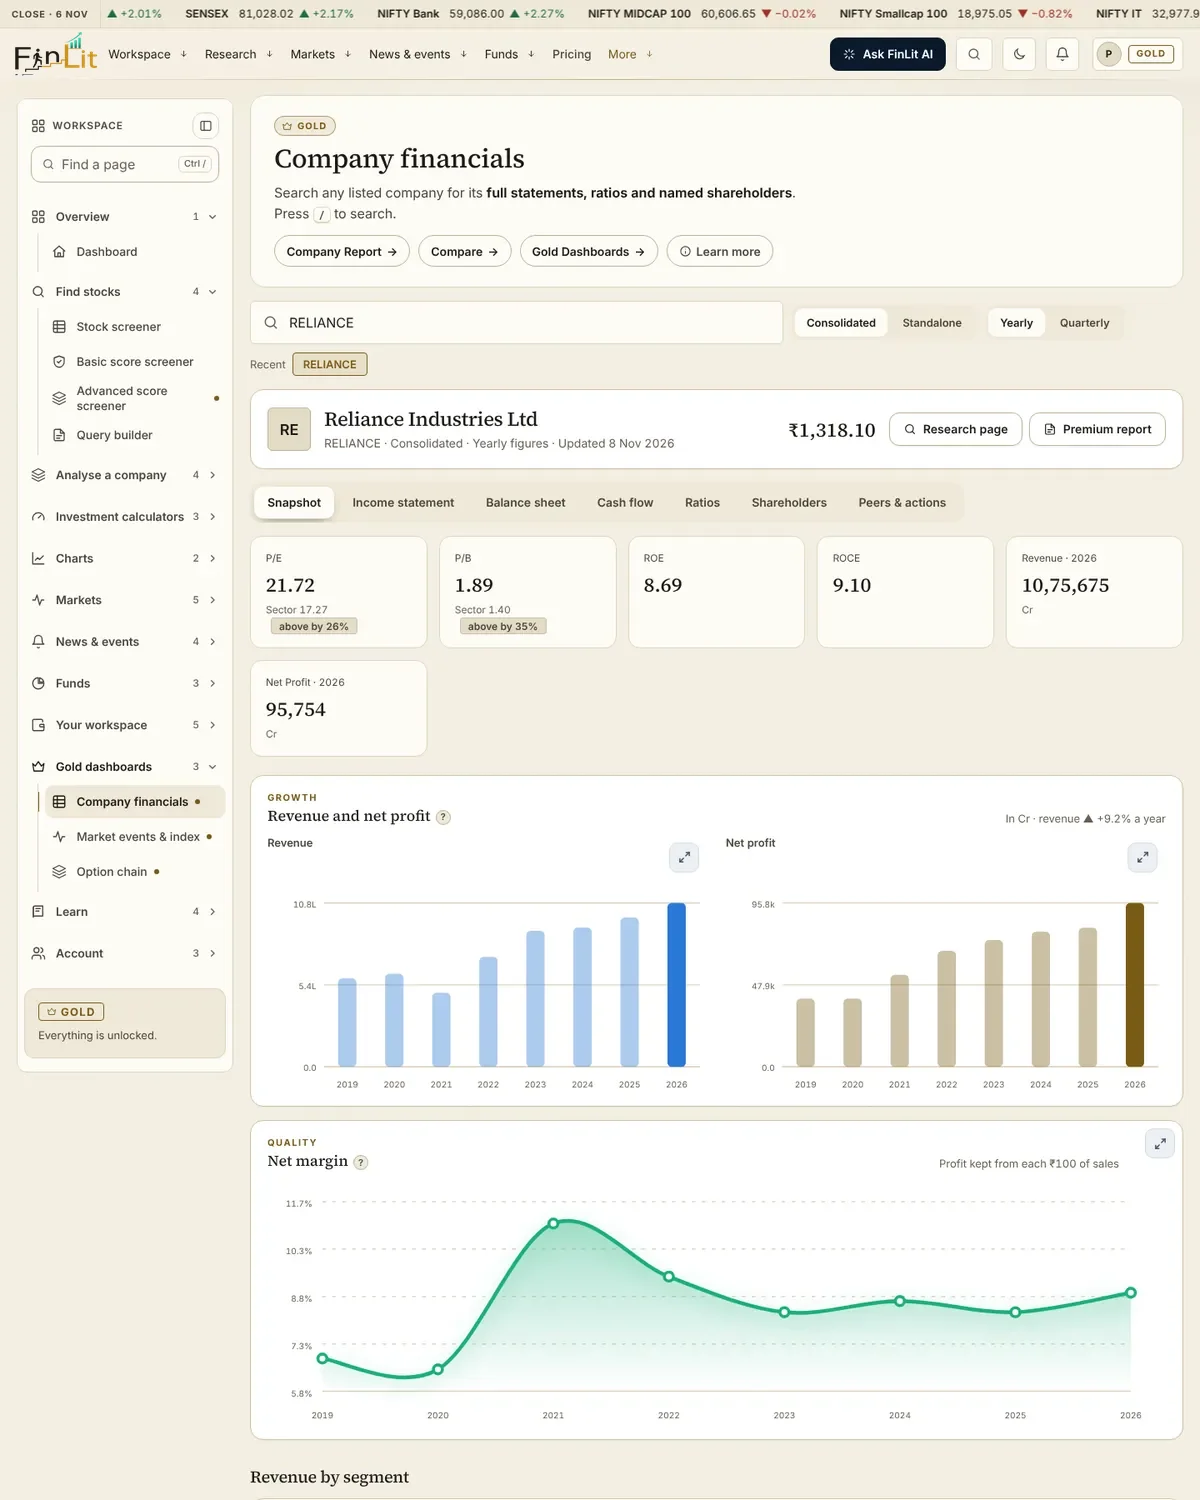 CLOSE · 6 NOV ▲ +2.01% SENSEX 81,028.02 ▲ +2.17% NIFTY Bank 59,086.00 ▲ +2.27% NIFTY MIDCAP 100 60,606.65 ▼ −0.02% NIFTY Smallcap 100 18,975.05 ▼ −0.82% NIFTY IT 32,977.9
FinLit Workspace Research Markets News & events Funds Pricing More Ask FinLit AI P GOLD
WORKSPACE
Find a page Ctrl /
Overview 1
Dashboard
Find stocks 4
Stock screener
Basic score screener
Advanced score
screener
Query builder
Analyse a company 4
Investment calculators 3
Charts 2
Markets 5
News & events 4
Funds 3
Your workspace 5
Gold dashboards 3
Company financials
Market events & index
Option chain
Learn 4
Account 3
GOLD
Everything is unlocked.
GOLD
Company financials
Search any listed company for its full statements, ratios and named shareholders.
Press / to search.
Company Report → Compare → Gold Dashboards → Learn more
RELIANCE Consolidated Standalone Yearly Quarterly
Recent RELIANCE
RE
Reliance Industries Ltd
RELIANCE · Consolidated · Yearly figures · Updated 8 Nov 2026
₹1,318.10 Research page Premium report
Snapshot Income statement Balance sheet Cash flow Ratios Shareholders Peers & actions
P/E
21.72
Sector 17.27
above by 26%
P/B
1.89
Sector 1.40
above by 35%
ROE
8.69
ROCE
9.10
Revenue · 2026
10,75,675
Cr
Net Profit · 2026
95,754
Cr
GROWTH
Revenue and net profit ?
In Cr · revenue ▲ +9.2% a year
Revenue
10.8L
5.4L
0.0
2019 2020 2021 2022 2023 2024 2025 2026
Net profit
95.8k
47.9k
0.0
2019 2020 2021 2022 2023 2024 2025 2026
QUALITY
Net margin ?
Profit kept from each ₹100 of sales
11.7%
10.3%
8.8%
7.3%
5.8%
2019 2020 2021 2022 2023 2024 2025 2026
Revenue by segment